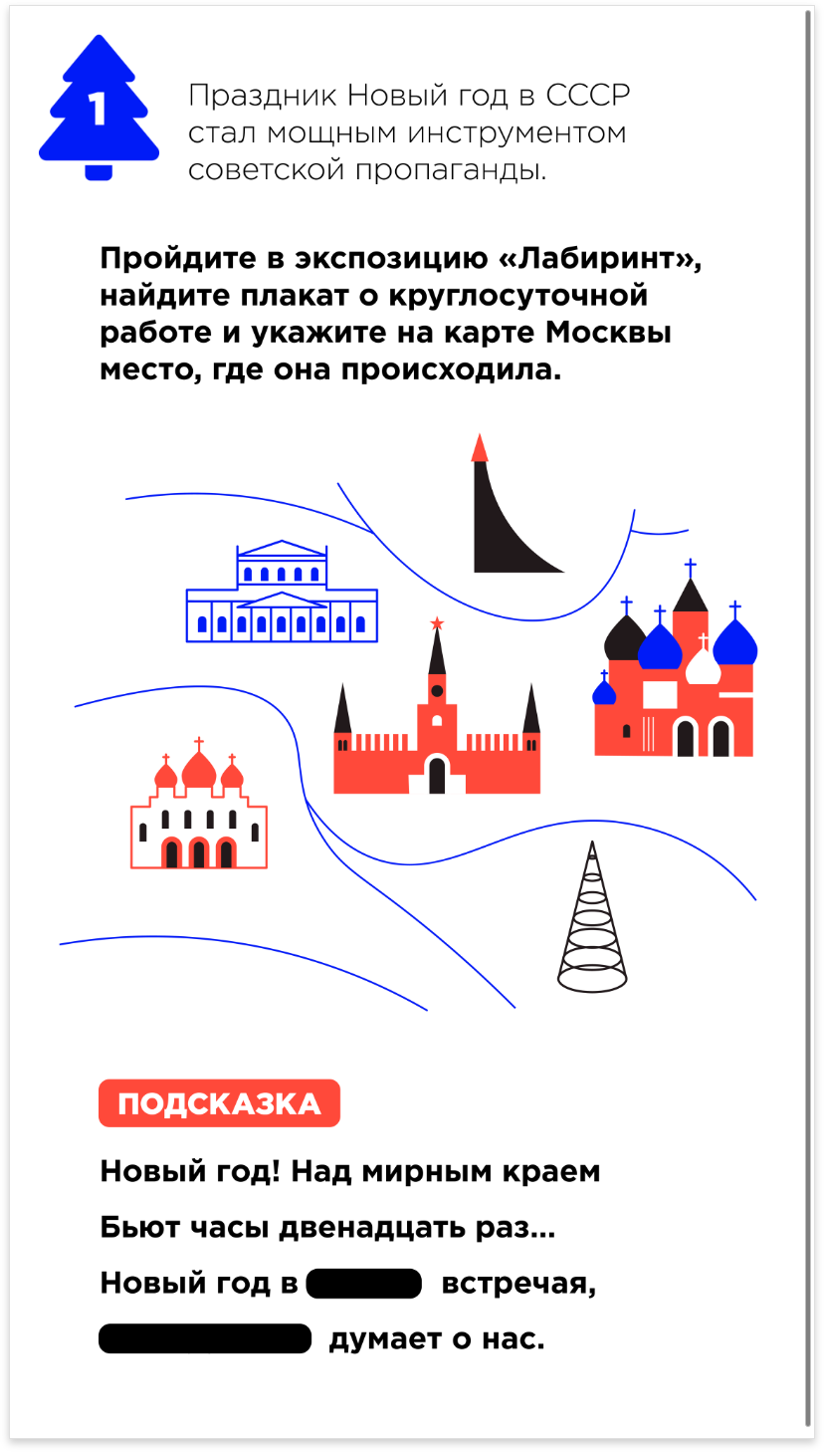 1
Праздник Новый год в СССР
стал мощным инструментом
советской пропаганды.
Пройдите в экспозицию «Лабиринт»,
найдите плакат о круглосуточной
работе и укажите на карте Москвы
место, где она происходила.
ПОДСКАЗКА
Новый год! Над мирным краем
Бьют часы двенадцать раз...
Новый год в встречая,
думает о нас.